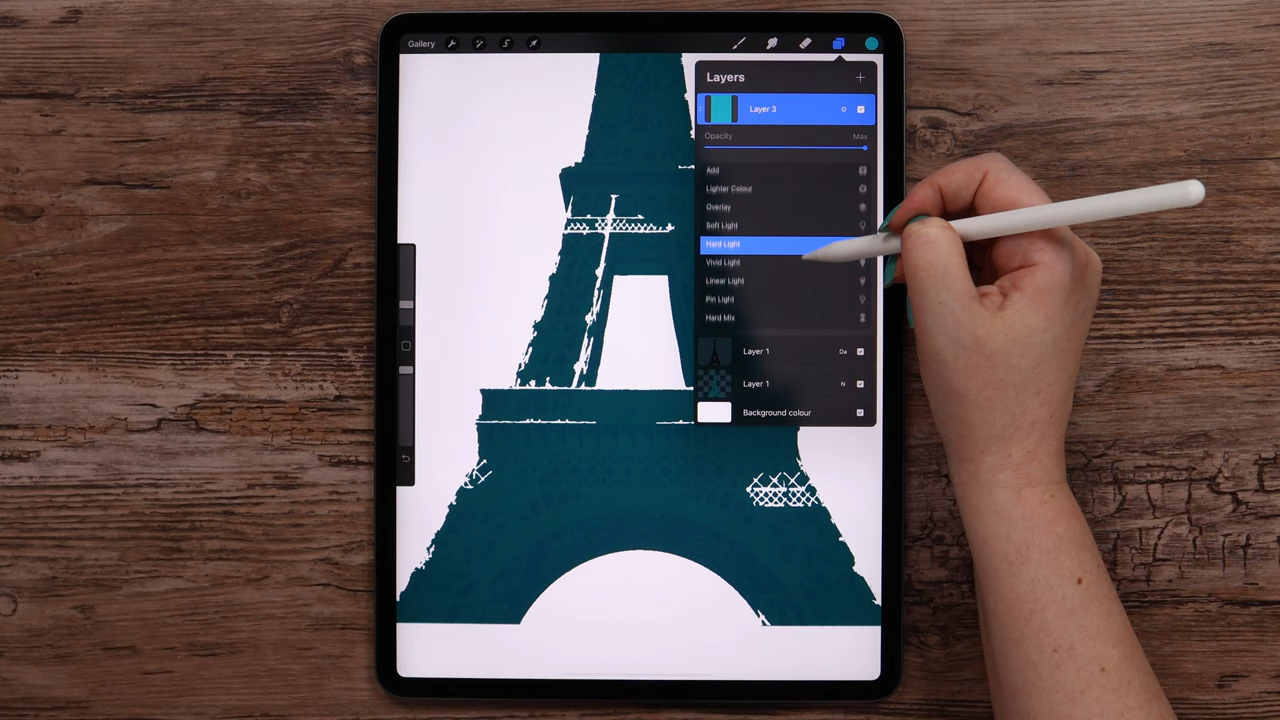 Gallery
Layers
Layer 3
O
Opacity
Max
Add
Lighter Colour
Overlay
Soft Light
Hard Light
Vivid Light
Linear Light
Pin Light
Hard Mix
Layer 1
Da
Layer 1
N
Background colour